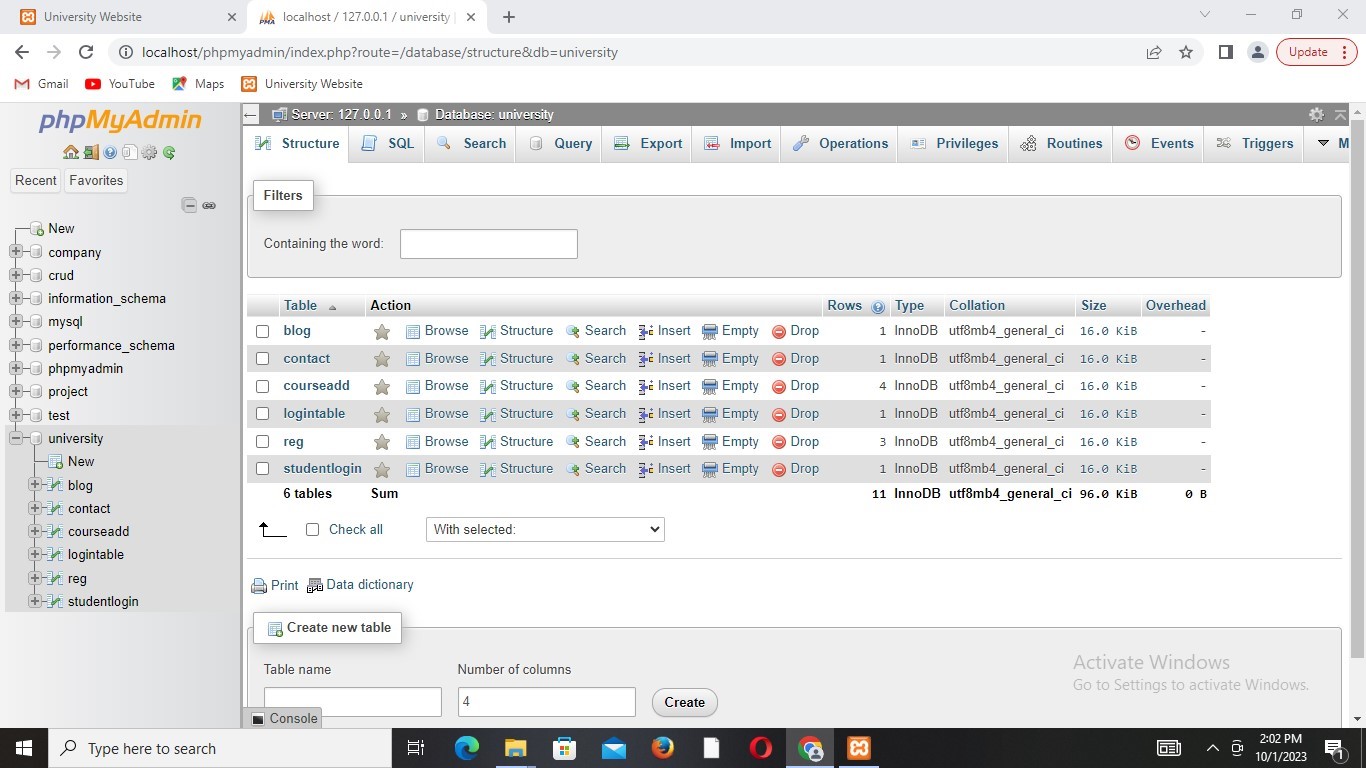 University Website
localhost / 127.0.0.1 / university |
localhost/phpmyadmin/index.php?route=/database/structure&db=university
Update
Gmail YouTube Maps University Website
phpMyAdmin
Recent Favorites
New
company
crud
information_schema
mysql
performance_schema
phpmyadmin
project
test
university
New
blog
contact
courseadd
logintable
reg
studentlogin
Server: 127.0.0.1 » Database: university
Structure SQL Search Query Export Import Operations Privileges Routines Events Triggers M
Filters
Containing the word:
Table Action Rows Type Collation Size Overhead
blog Browse Structure Search Insert Empty Drop 1 InnoDB utf8mb4_general_ci 16.0 KiB -
contact Browse Structure Search Insert Empty Drop 1 InnoDB utf8mb4_general_ci 16.0 KiB -
courseadd Browse Structure Search Insert Empty Drop 4 InnoDB utf8mb4_general_ci 16.0 KiB -
logintable Browse Structure Search Insert Empty Drop 1 InnoDB utf8mb4_general_ci 16.0 KiB -
reg Browse Structure Search Insert Empty Drop 3 InnoDB utf8mb4_general_ci 16.0 KiB -
studentlogin Browse Structure Search Insert Empty Drop 1 InnoDB utf8mb4_general_ci 16.0 KiB -
6 tables Sum 11 InnoDB utf8mb4_general_ci 96.0 KiB 0 B
Check all With selected:
Print Data dictionary
Create new table
Table name Number of columns
4 Create
Console
Activate Windows
Go to Settings to activate Windows.
Type here to search
2:02 PM
10/1/2023
1